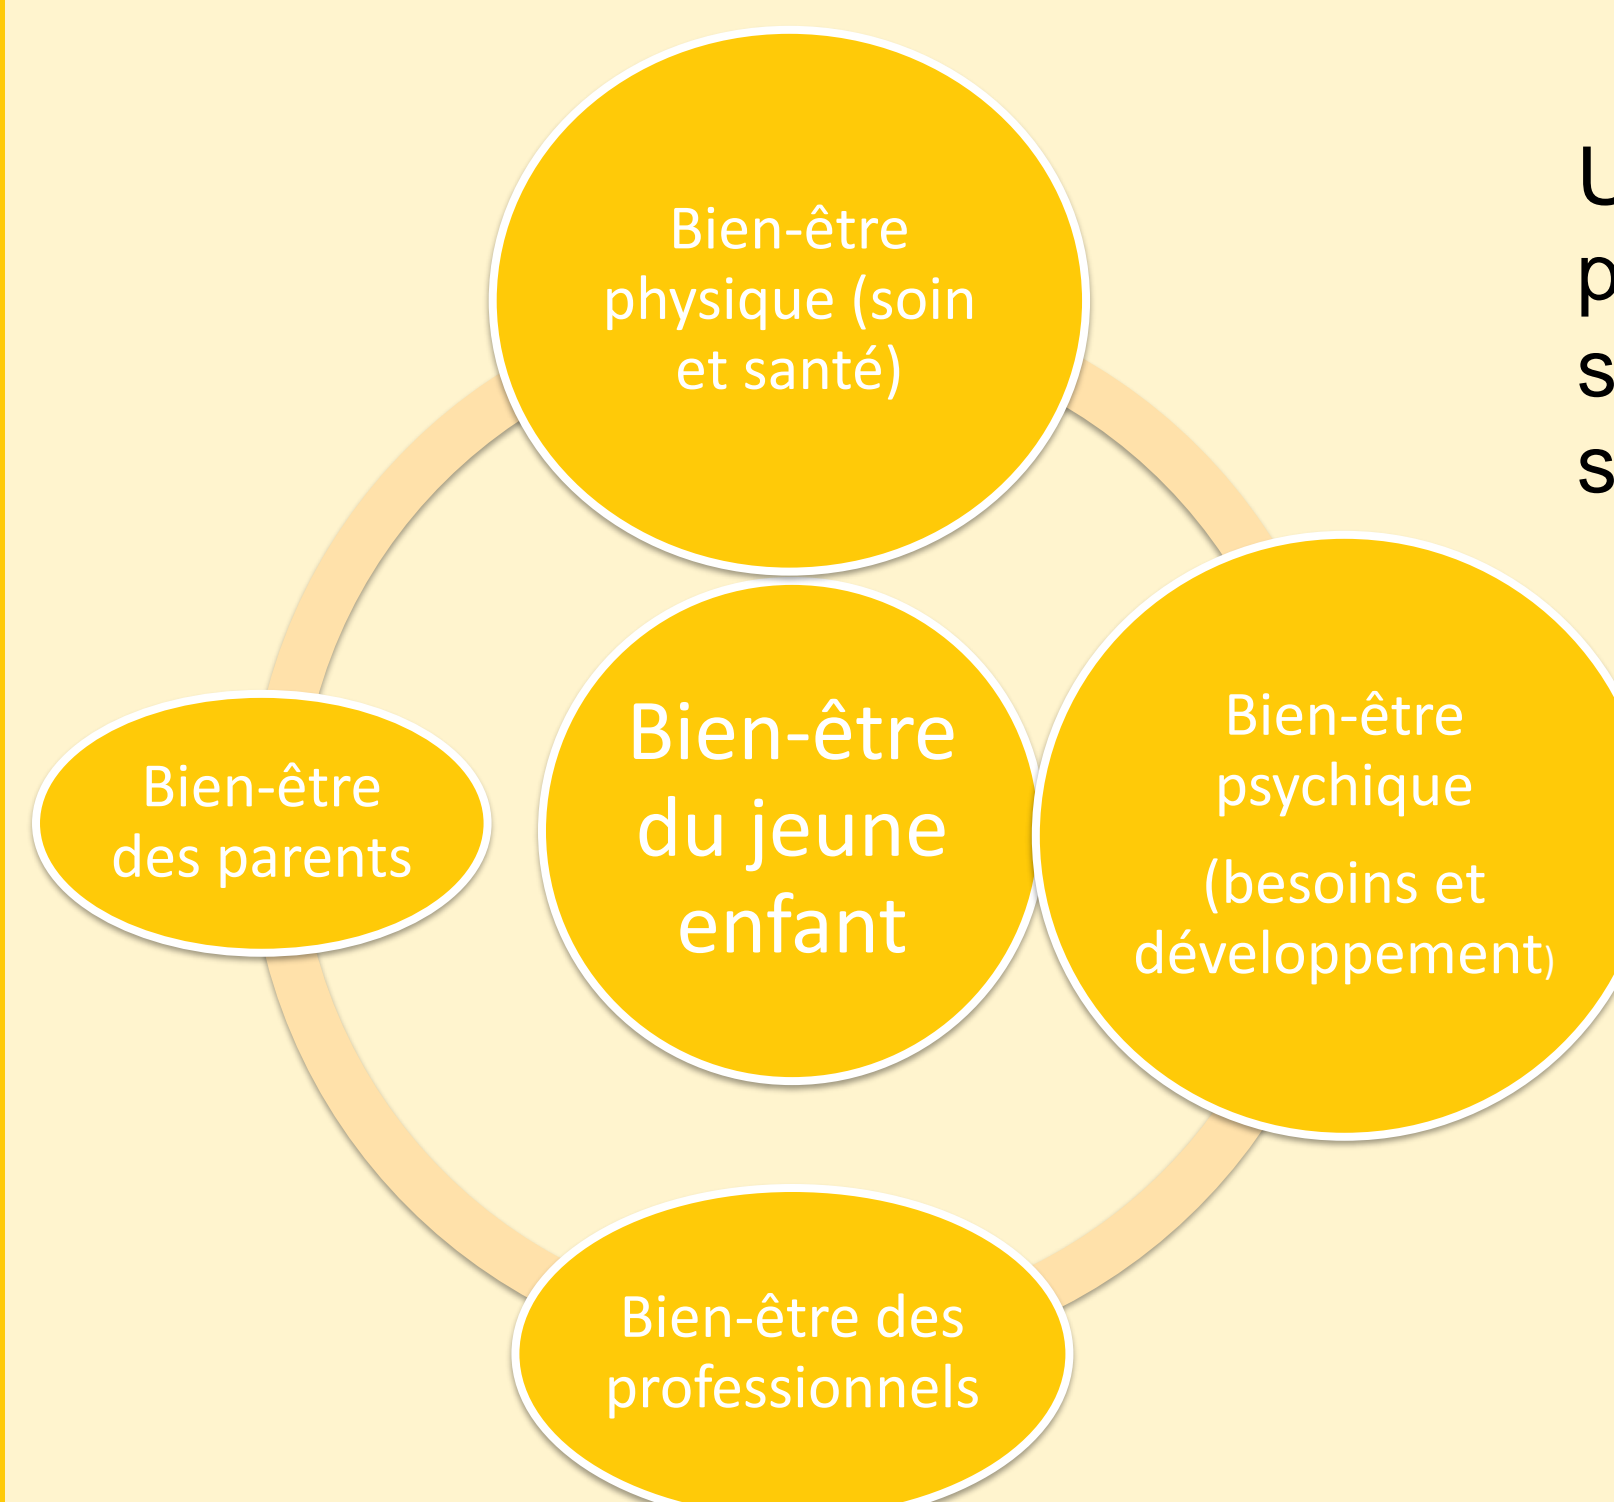 Bien-être
physique (soin
et santé)
Bien-être
du jeune
enfant
Bien-être
psychique
(besoins et
développement)
Bien-être
des parents
Bien-être des
professionnels